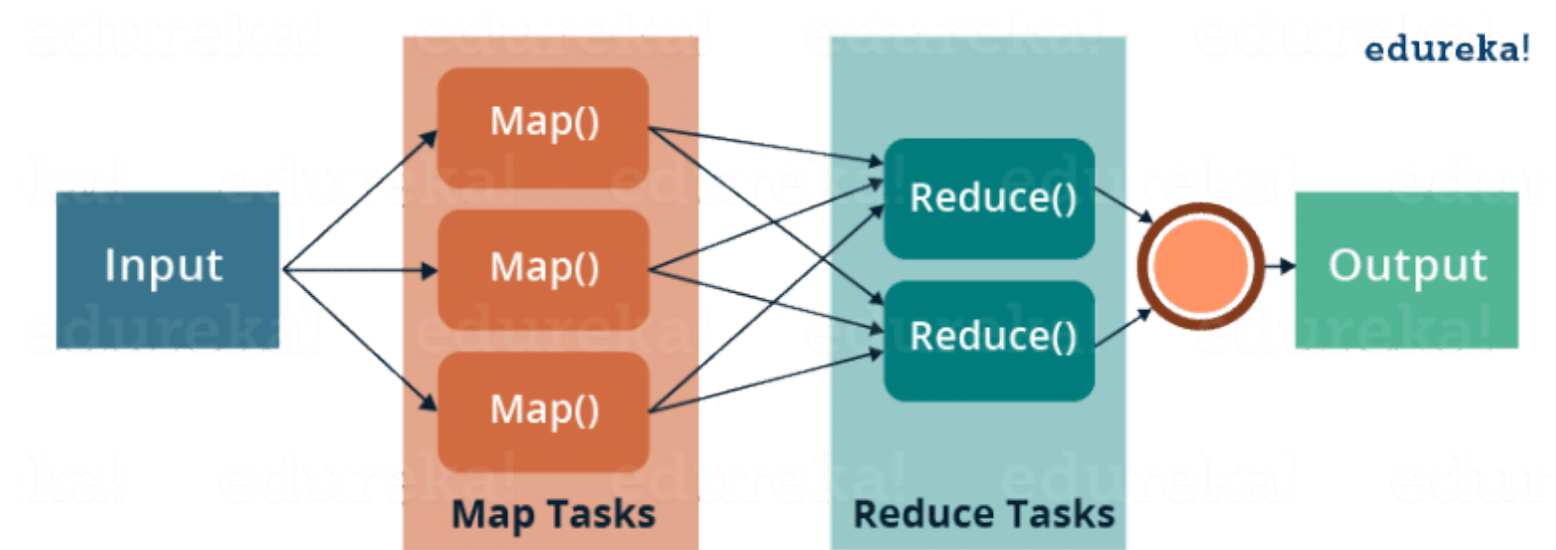 edureka!
Input
Map()
Map()
Map()
Map Tasks
Reduce()
Reduce()
Reduce Tasks
Output